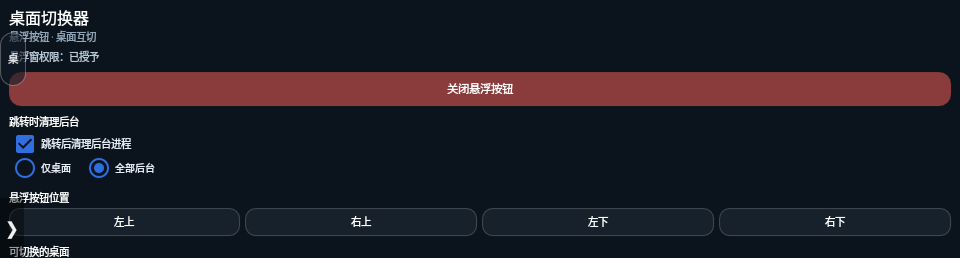 桌面切换器
悬浮按钮 · 桌面互切
桌
悬浮窗权限：已授予
关闭悬浮按钮
跳转时清理后台
跳转后清理后台进程
仅桌面 全部后台
悬浮按钮位置
左上 右上 左下 右下
可切换的桌面